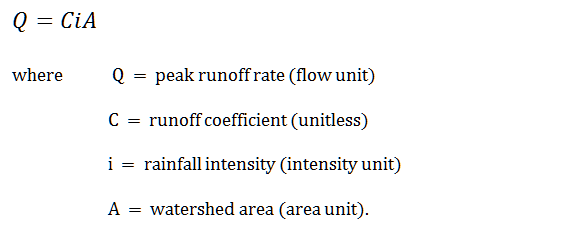 Q = CiA
where Q = peak runoff rate (flow unit)
C = runoff coefficient (unitless)
i = rainfall intensity (intensity unit)
A = watershed area (area unit).